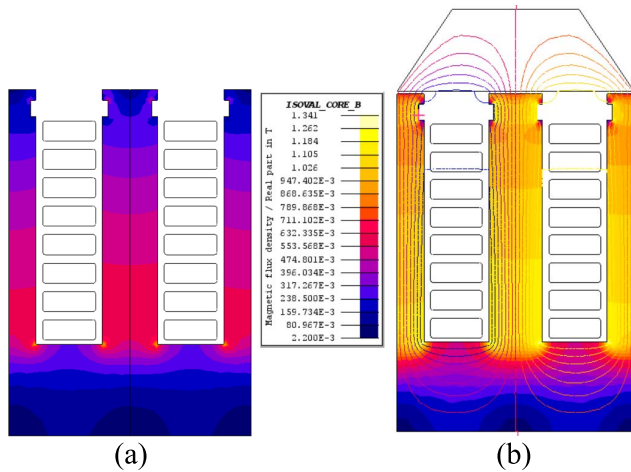 ISOVAL_CORE_B
Magnetic flux density / Real part in T
1.341
1.262
1.184
1.105
1.026
947.402E-3
868.635E-3
789.868E-3
711.102E-3
632.335E-3
553.568E-3
474.801E-3
396.034E-3
317.267E-3
238.500E-3
159.734E-3
80.967E-3
2.200E-3
(a)
(b)